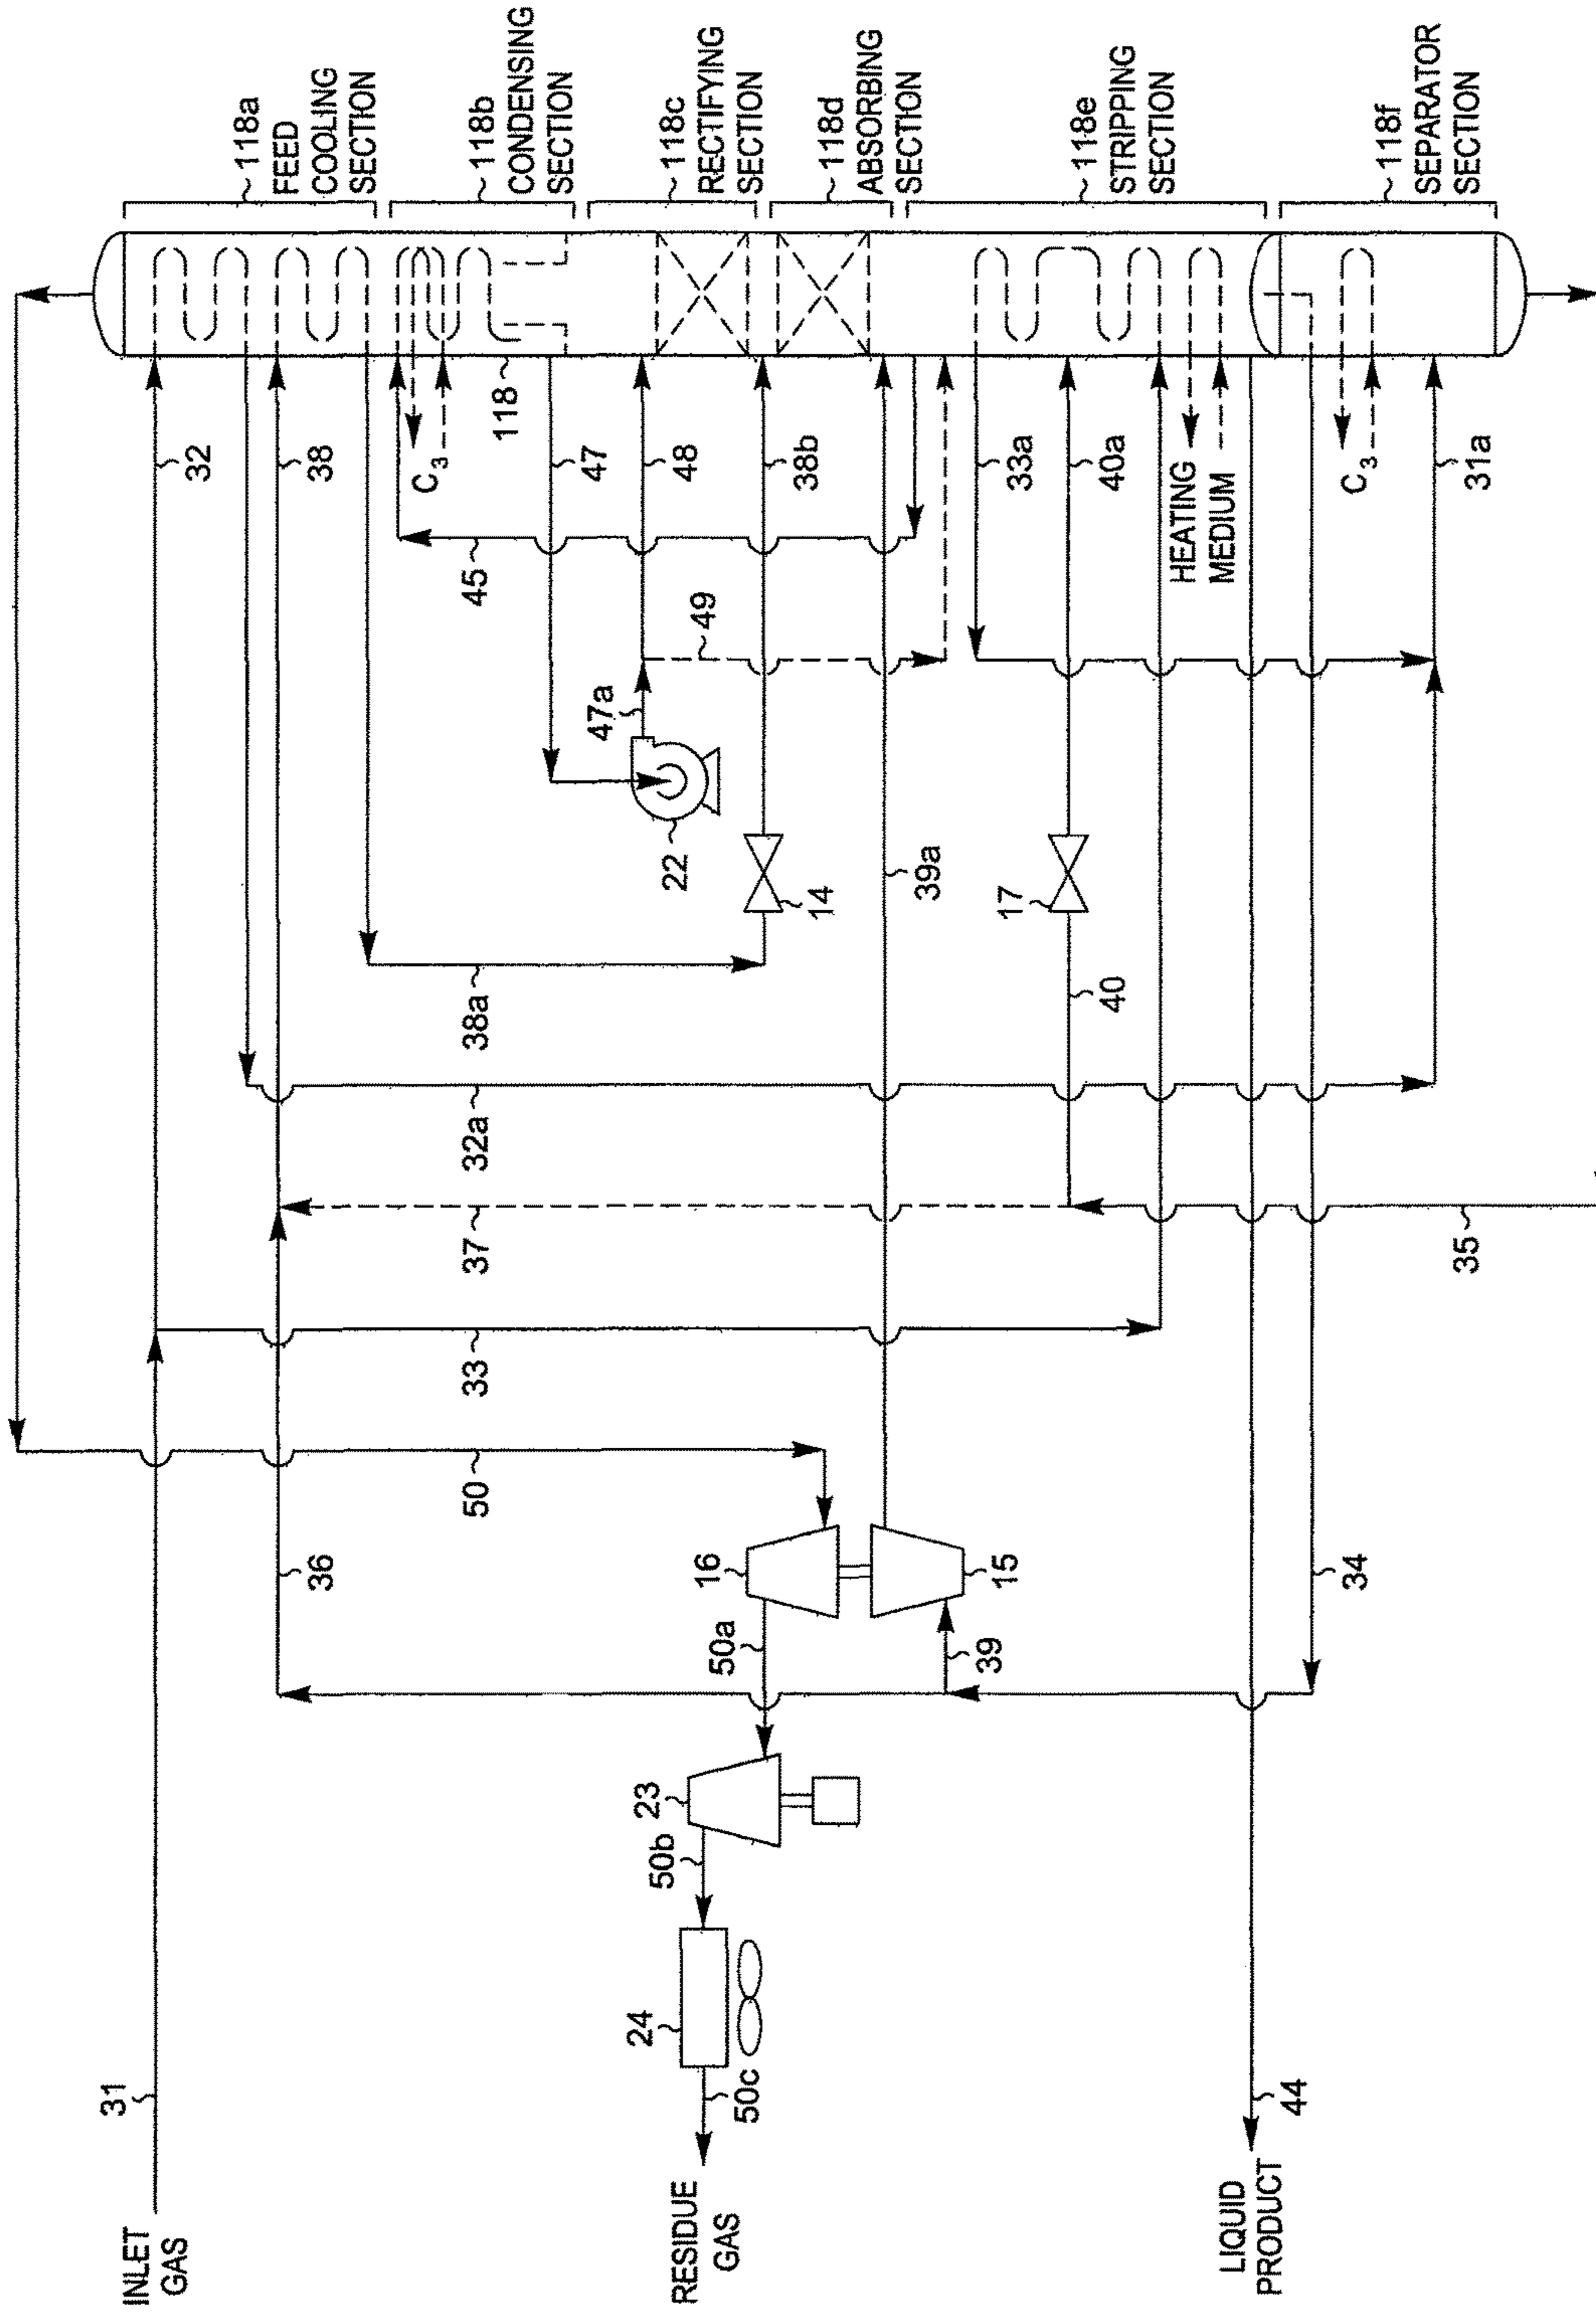 118a
FEED
COOLING
SECTION
118b
CONDENSING
SECTION
118c
RECTIFYING
SECTION
118d
ABSORBING
SECTION
118e
STRIPPING
SECTION
118f
SEPARATOR
SECTION
32
38
C3
118
47
48
38b
33a
40a
HEATING
MEDIUM
C3
31a
45
49
47a
22
14
39a
17
38a
40
32a
37
35
33
50
36
16
15
34
50a
39
23
50b
24
50c
31
44
INLET
GAS
RESIDUE
GAS
LIQUID
PRODUCT